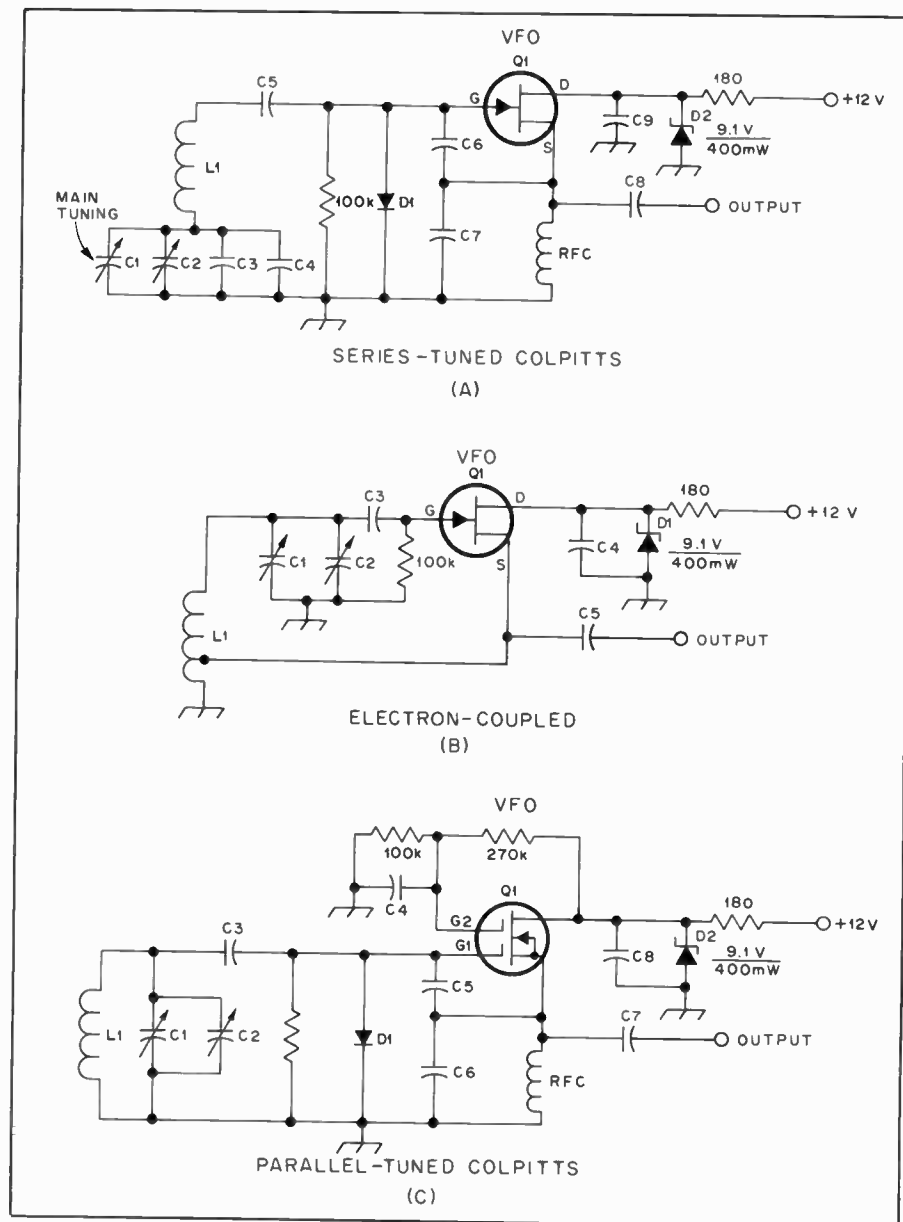 VFO
Q1
C5
G
D
S
180
+12 V
C9
D2
9.1 V
400mW
C6
L1
100k
D1
C8
OUTPUT
MAIN
TUNING
C1
C2
C3
C4
C7
RFC
SERIES-TUNED COLPITTS
(A)
VFO
Q1
C3
G
D
S
180
+12 V
D1
9.1 V
400mW
C4
C1
C2
100k
L1
C5
OUTPUT
ELECTRON-COUPLED
(B)
VFO
100k
270k
C4
Q1
G2
G1
180
+12V
C3
C8
D2
9.1 V
400mW
C5
L1
C1
C2
D1
C7
OUTPUT
C6
RFC
PARALLEL-TUNED COLPITTS
(C)